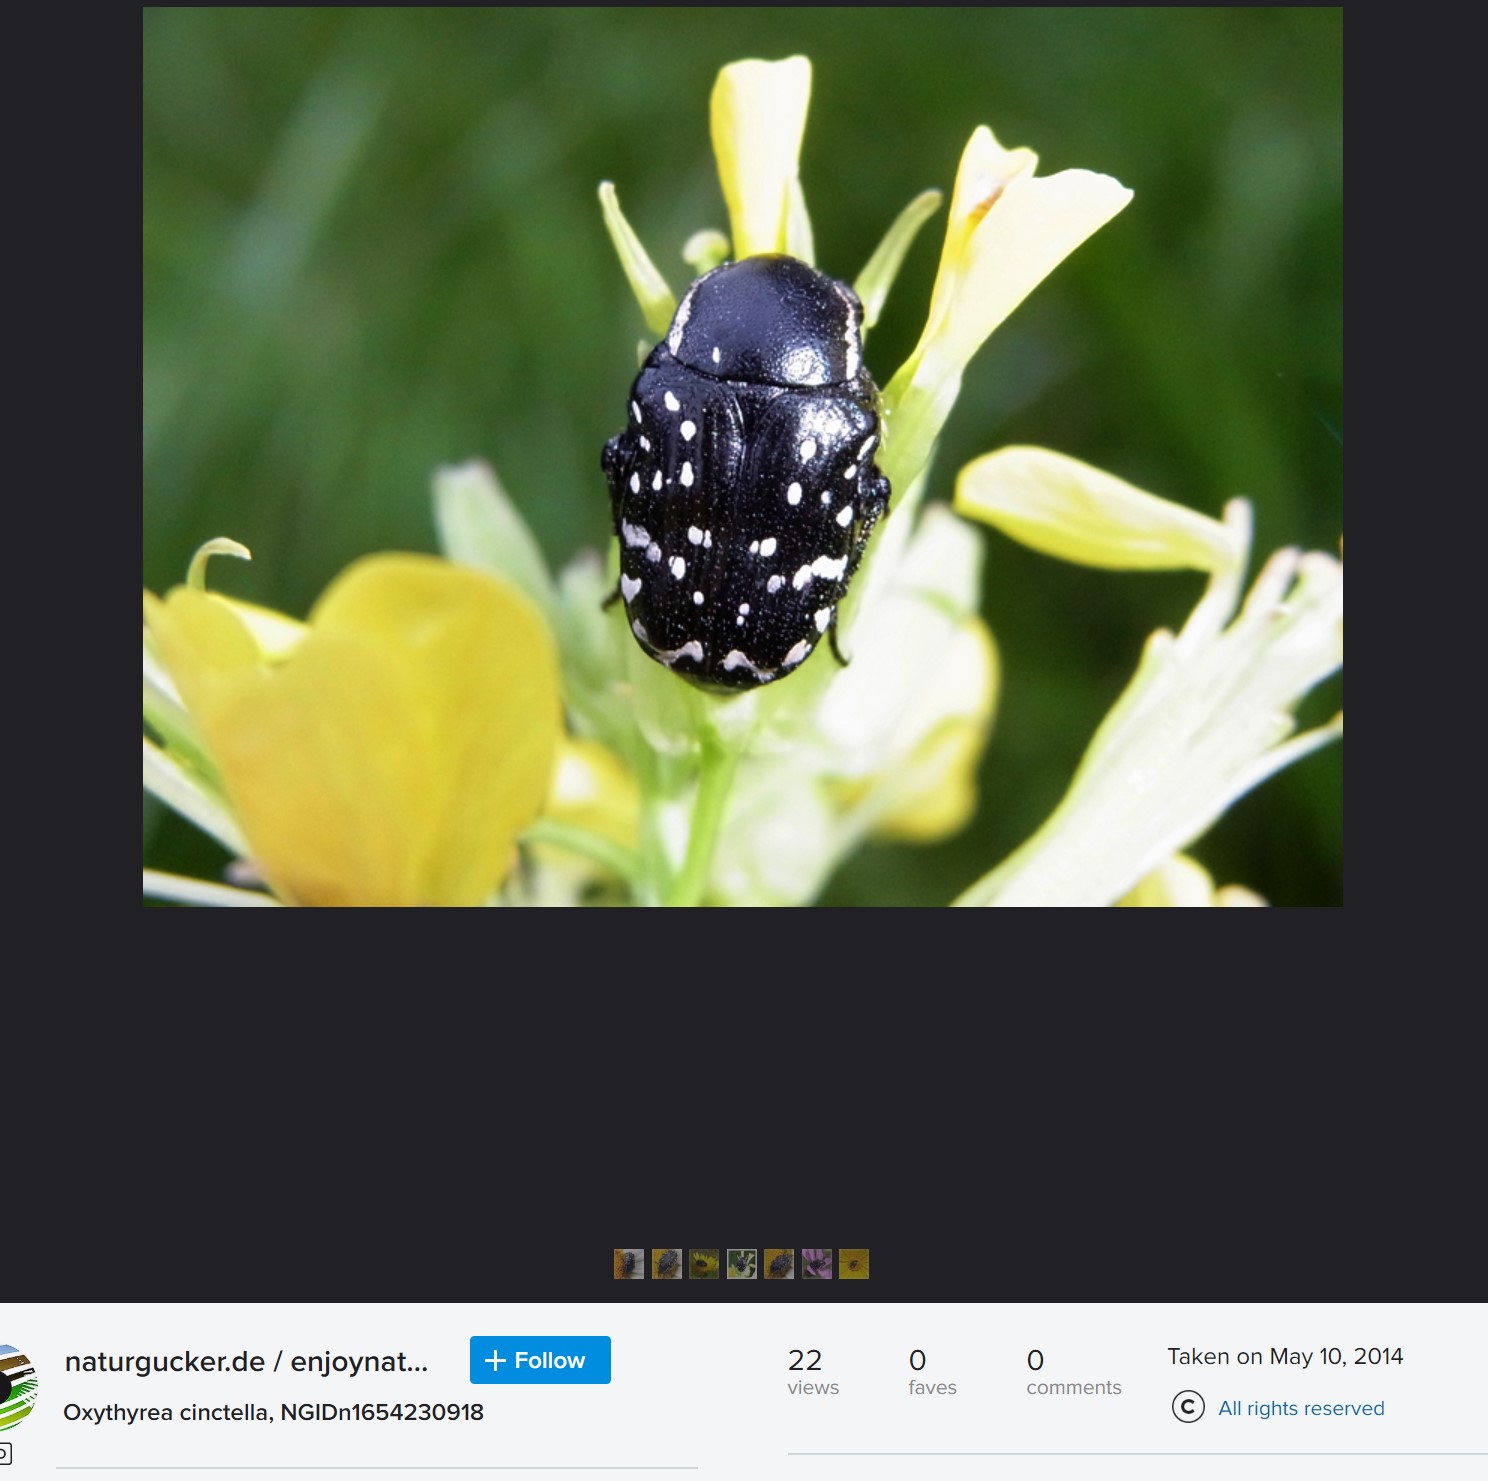 naturgucker.de / enjoynat...
+ Follow
Oxythyrea cinctella, NGIDn1654230918
22
views
0
faves
0
comments
Taken on May 10, 2014
© All rights reserved